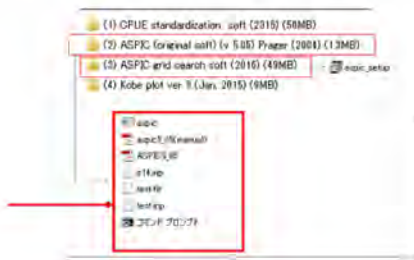 (1) CPUE standardization soft (2015) (50MB)
(2) ASPIC (original soft) (v 5.05) Prager (2004) (1.3MB)
(3) ASPIC grid search soft (2016) (49MB)
aspic_setup
(4) Kobe plot ver 3 (Jan. 2015) (9MB)
aspic
test.inp
コマンド プロンプト